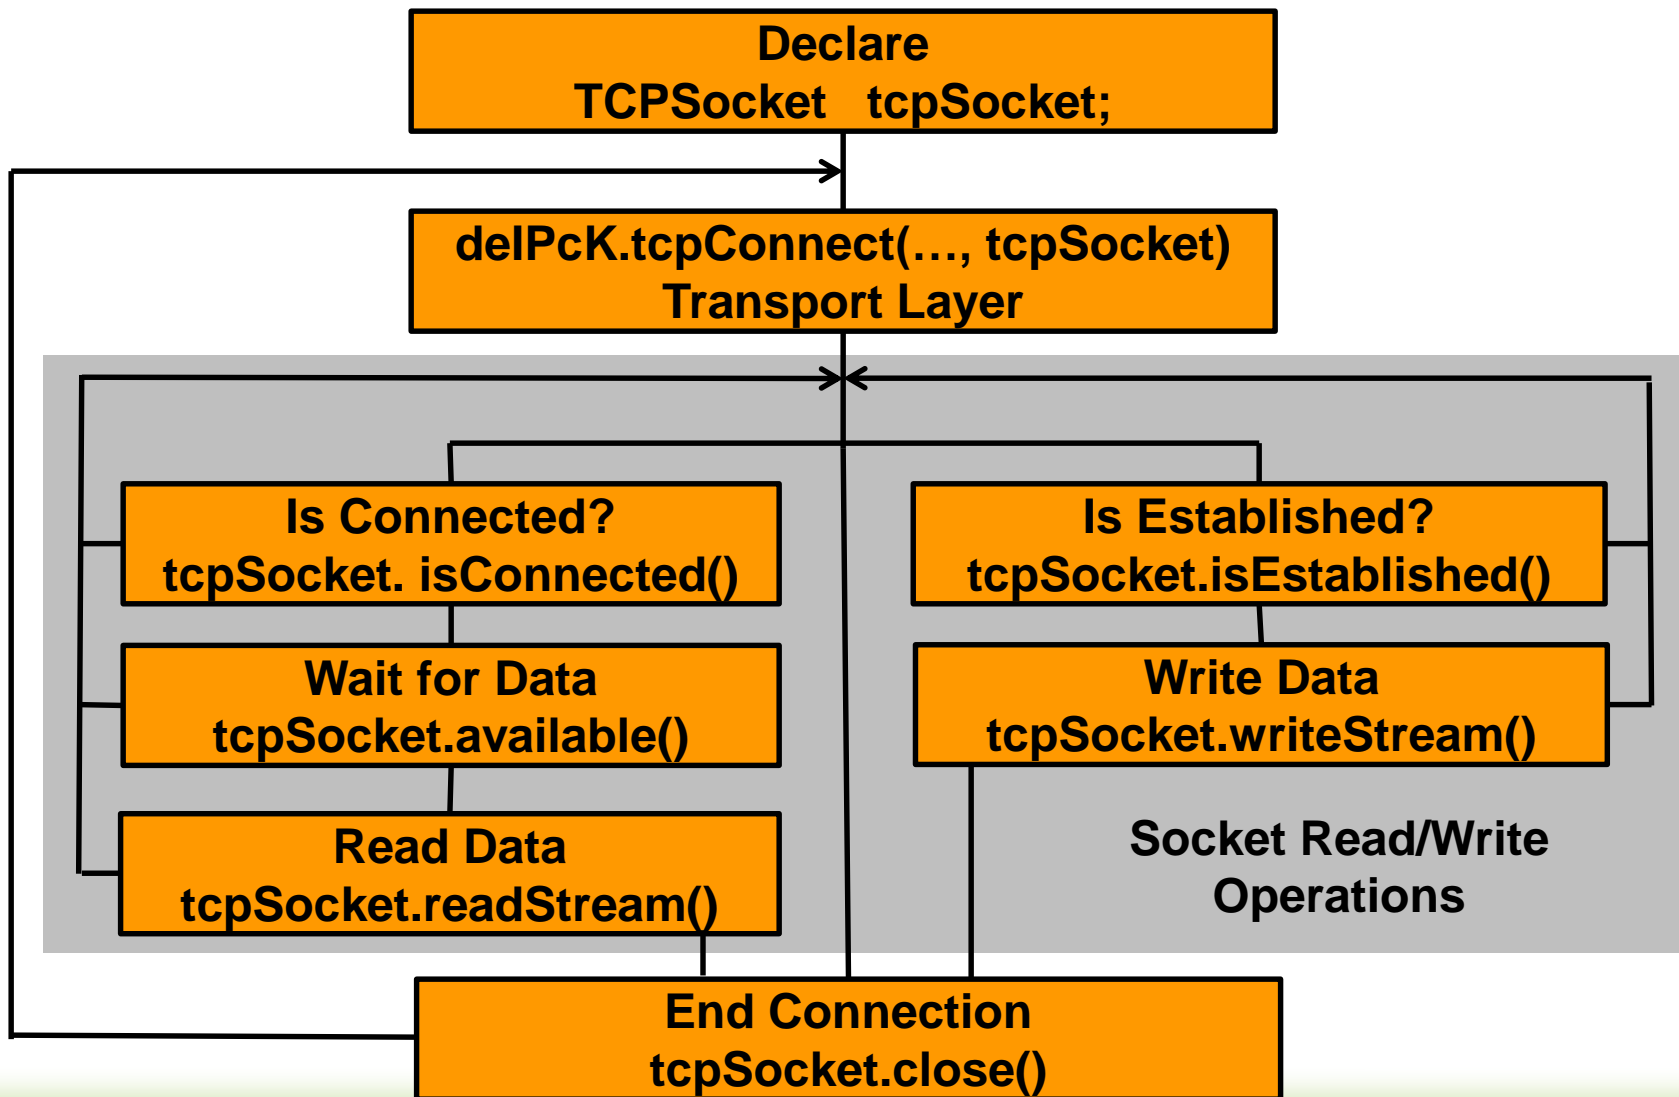 Declare
TCPSocket tcpSocket;
deIPcK.tcpConnect(…, tcpSocket)
Transport Layer
Is Connected?
tcpSocket. isConnected()
Is Established?
tcpSocket.isEstablished()
Wait for Data
tcpSocket.available()
Write Data
tcpSocket.writeStream()
Read Data
tcpSocket.readStream()
Socket Read/Write
Operations
End Connection
tcpSocket.close()